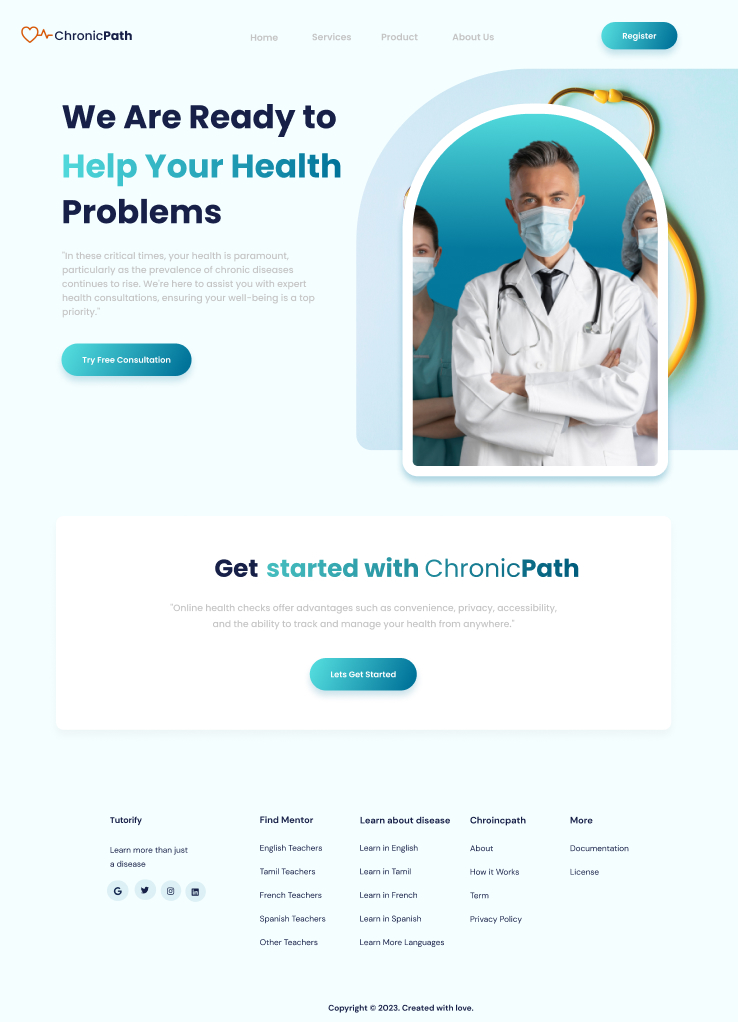 ChronicPath
Home
Services
Product
About Us
Register
We Are Ready to
Help Your Health
Problems
"In these critical times, your health is paramount,
particularly as the prevalence of chronic diseases
continues to rise. We're here to assist you with expert
health consultations, ensuring your well-being is a top
priority."
Try Free Consultation
Get started with ChronicPath
"Online health checks offer advantages such as convenience, privacy, accessibility,
and the ability to track and manage your health from anywhere."
Lets Get Started
Tutorify
Learn more than just
a disease
Find Mentor
English Teachers
Tamil Teachers
French Teachers
Spanish Teachers
Other Teachers
Learn about disease
Learn in English
Learn in Tamil
Learn in French
Learn in Spanish
Learn More Languages
Chroincpath
About
How it Works
Term
Privacy Policy
More
Documentation
License
Copyright © 2023. Created with love.